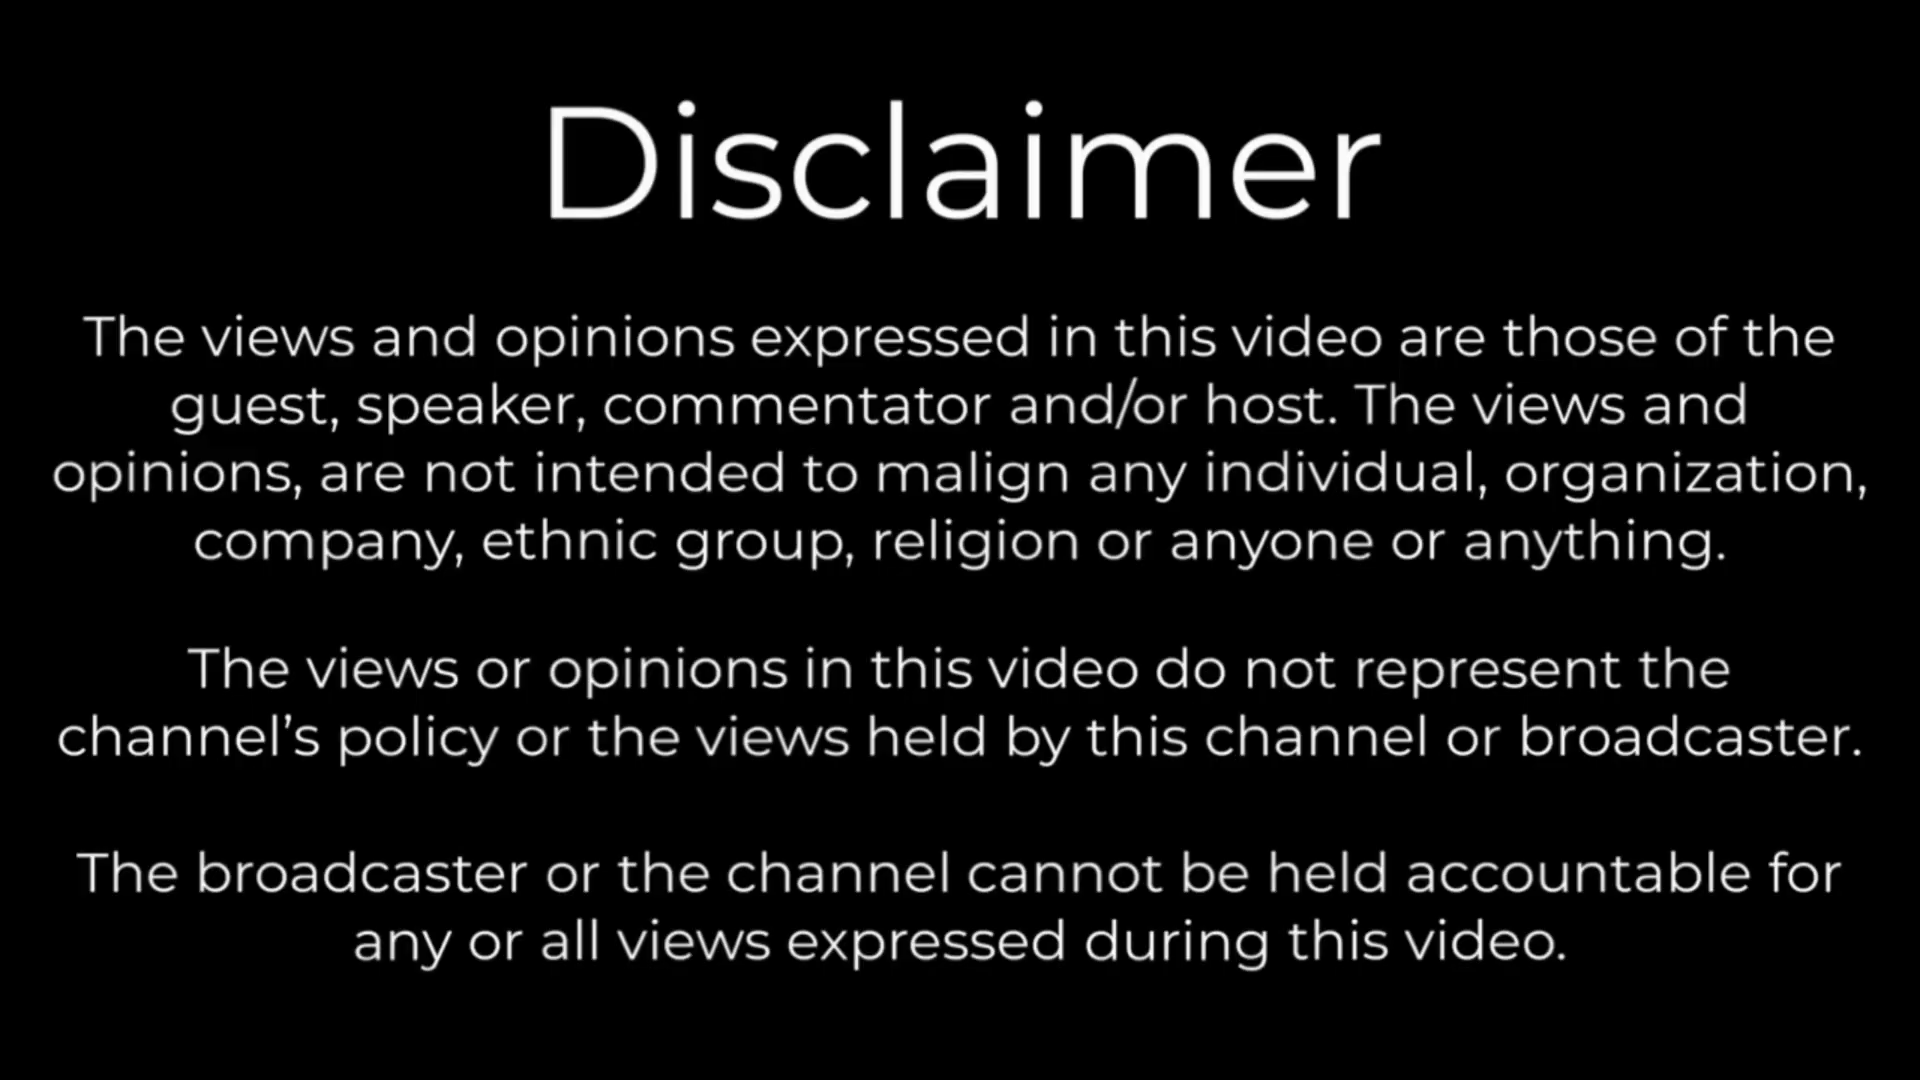 Disclaimer
The views and opinions expressed in this video are those of the
guest, speaker, commentator and/or host. The views and
opinions, are not intended to malign any individual, organization,
company, ethnic group, religion or anyone or anything.
The views or opinions in this video do not represent the
channel’s policy or the views held by this channel or broadcaster.
The broadcaster or the channel cannot be held accountable for
any or all views expressed during this video.